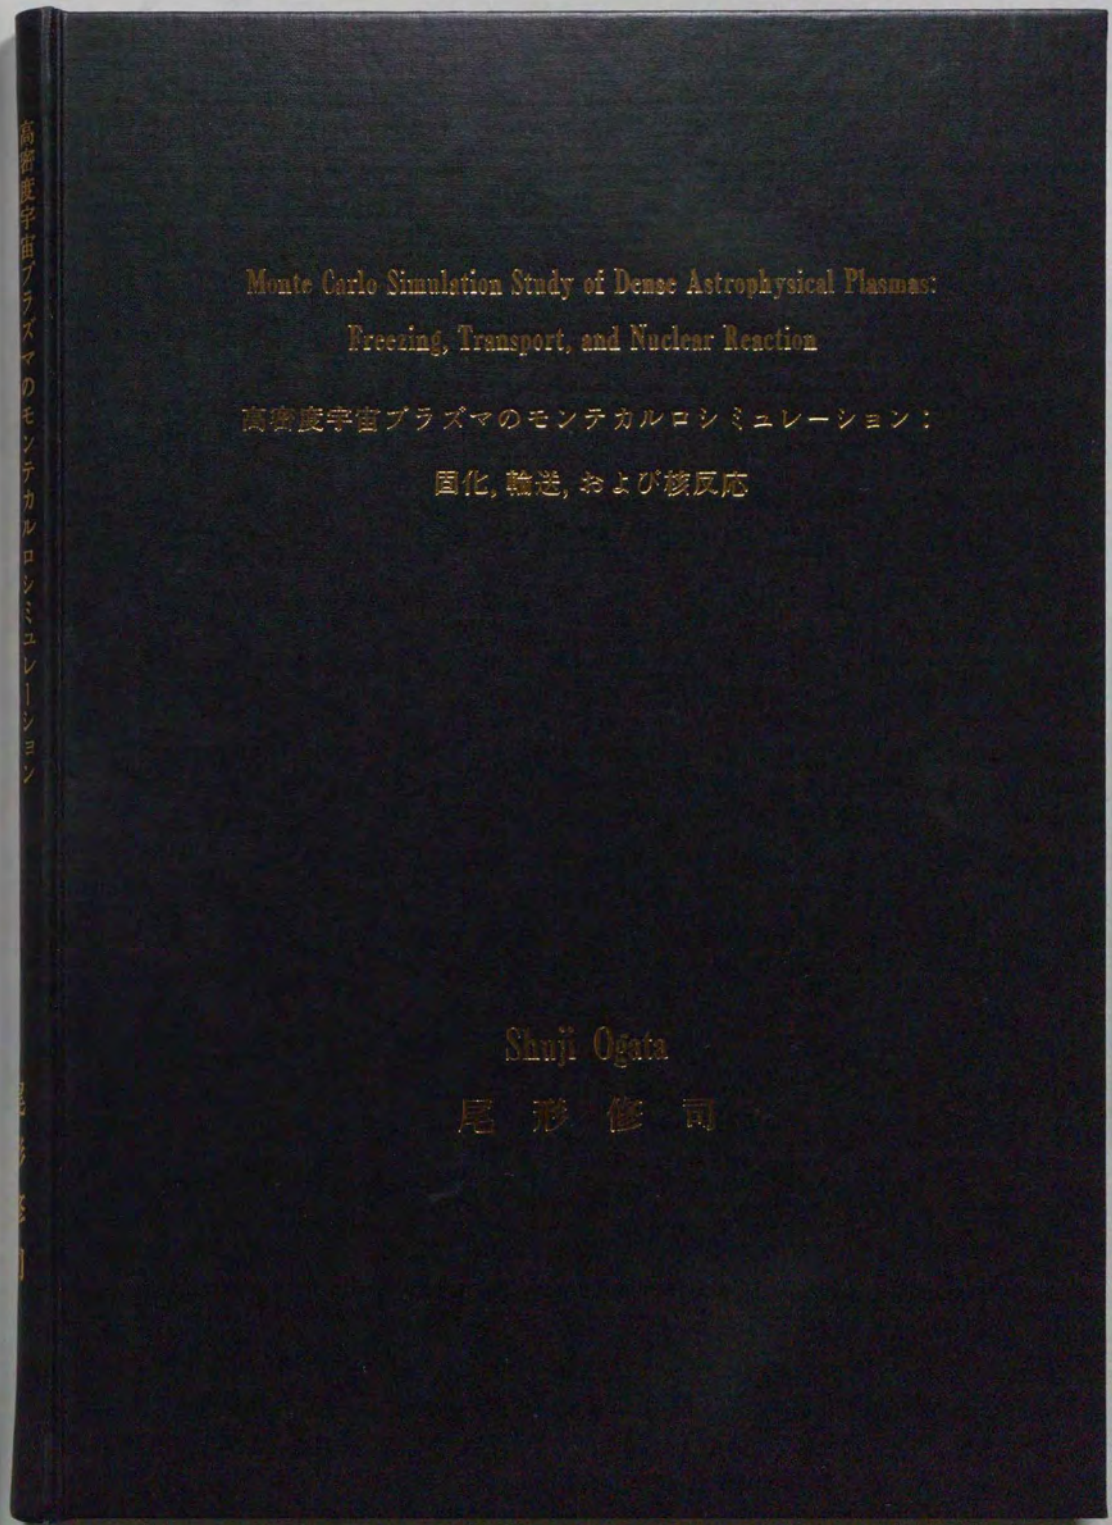 Monte Carlo Simulation Study of Dense Astrophysical Plasmas:
Freezing, Transport, and Nuclear Reaction
高密度宇宙プラズマのモンテカルロシミュレーション:
固化, 輸送, および核反応
Shuji Ogata
尾形修司
高密度宇宙プラズマのモンテカルロシミュレーション
尾形修司